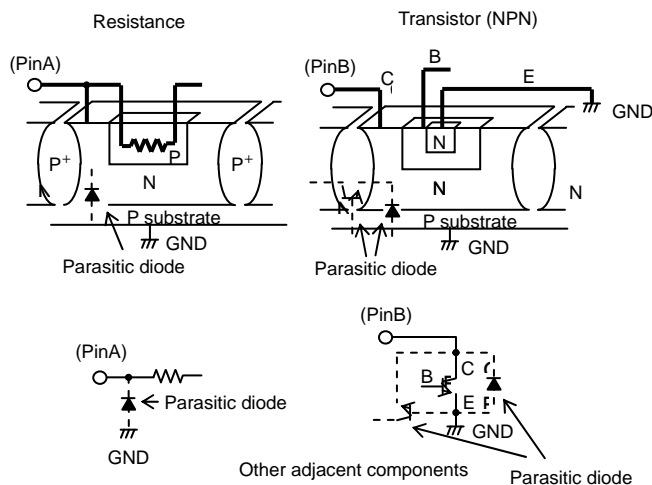 Resistance
(PinA)
P
P+
P+
N
P substrate
GND
Parasitic diode
Transistor (NPN)
B
(PinB)
C
E
GND
N
N
N
P substrate
GND
Parasitic diode
(PinA)
Parasitic diode
GND
(PinB)
C
B
E
GND
Other adjacent components
Parasitic diode